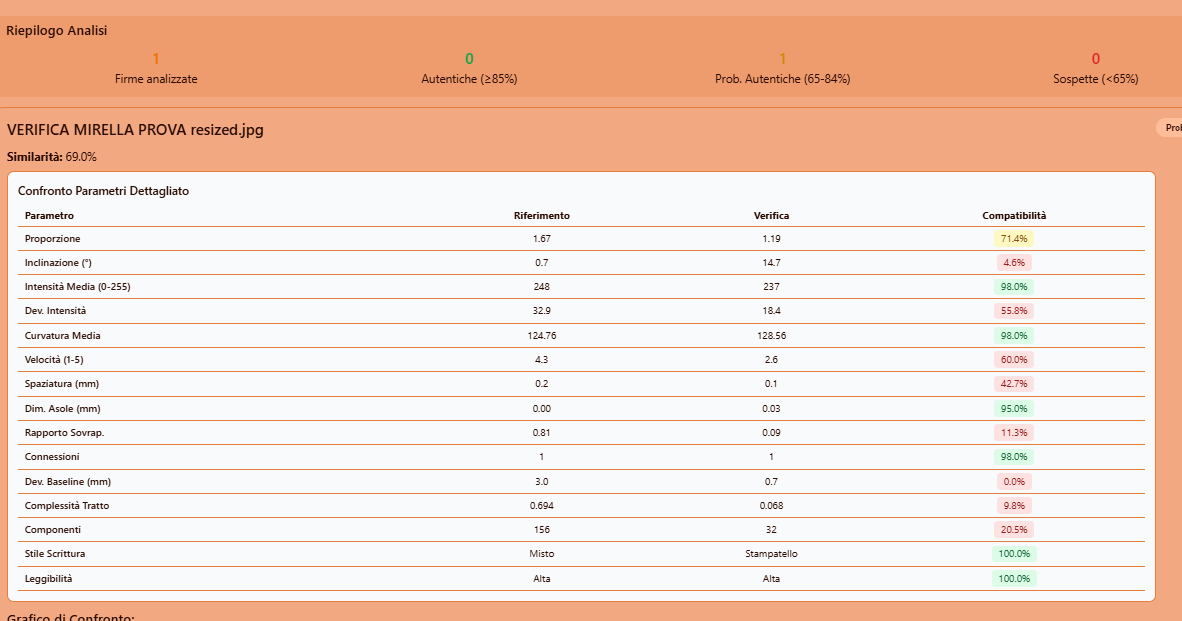 Riepilogo Analisi
1 0 1 0
Firme analizzate Autentiche (≥85%) Prob. Autentiche (65-84%) Sospette (<65%)
VERIFICA MIRELLA PROVA resized.jpg
Similarità: 69.0%
Confronto Parametri Dettagliato
Parametro Riferimento Verifica Compatibilità
Proporzione 1.67 1.19 71.4%
Inclinazione (°) 0.7 14.7 4.6%
Intensità Media (0-255) 248 237 98.0%
Dev. Intensità 32.9 18.4 55.8%
Curvatura Media 124.76 128.56 98.0%
Velocità (1-5) 4.3 2.6 60.0%
Spaziatura (mm) 0.2 0.1 42.7%
Dim. Asole (mm) 0.00 0.03 95.0%
Rapporto Sovrap. 0.81 0.09 11.3%
Connessioni 1 1 98.0%
Dev. Baseline (mm) 3.0 0.7 0.0%
Complessità Tratto 0.694 0.068 9.8%
Componenti 156 32 20.5%
Stile Scrittura Misto Stampatello 100.0%
Leggibilità Alta Alta 100.0%
Grafico di Confronto: